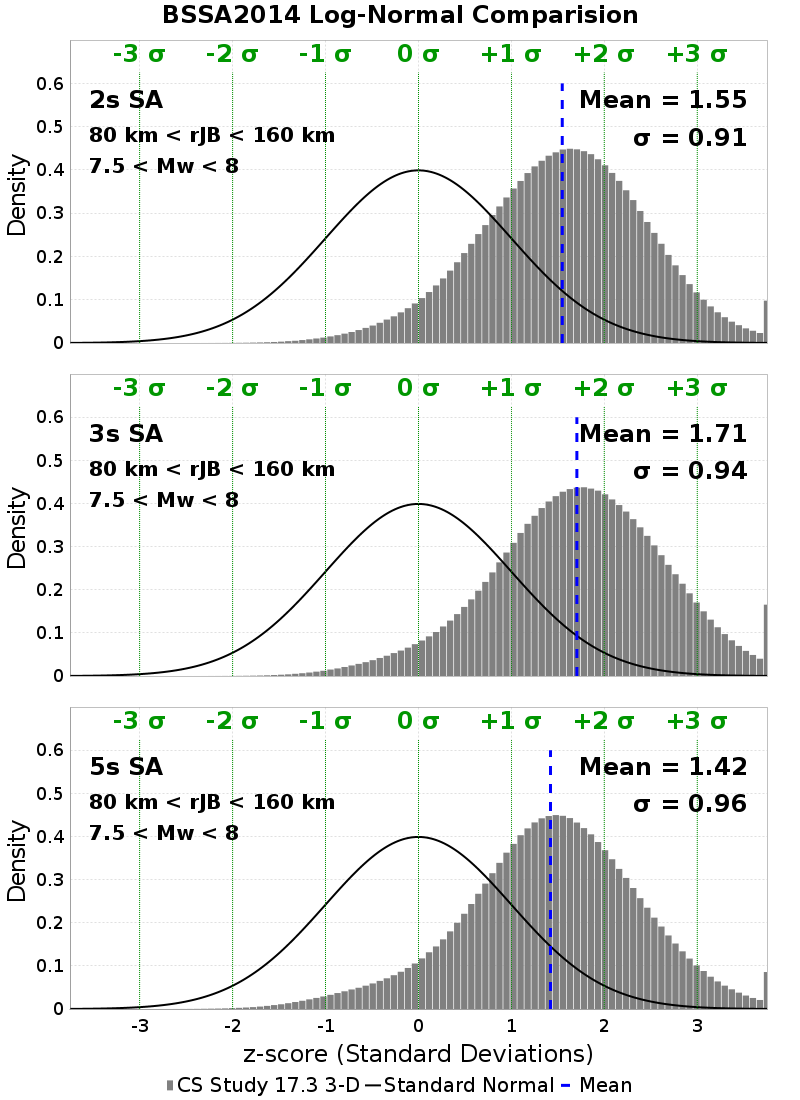 BSSA2014 Log-Normal Comparision
-3 σ -2 σ -1 σ 0 σ +1 σ +2 σ +3 σ
2s SA
Mean = 1.55
80 km < rJB < 160 km
σ = 0.91
7.5 < Mw < 8
Density
0.6
0.5
0.4
0.3
0.2
0.1
0
-3 σ -2 σ -1 σ 0 σ +1 σ +2 σ +3 σ
3s SA
Mean = 1.71
80 km < rJB < 160 km
σ = 0.94
7.5 < Mw < 8
Density
0.6
0.5
0.4
0.3
0.2
0.1
0
-3 σ -2 σ -1 σ 0 σ +1 σ +2 σ +3 σ
5s SA
Mean = 1.42
80 km < rJB < 160 km
σ = 0.96
7.5 < Mw < 8
Density
0.6
0.5
0.4
0.3
0.2
0.1
0
-3 -2 -1 0 1 2 3
z-score (Standard Deviations)
CS Study 17.3 3-D Standard Normal Mean